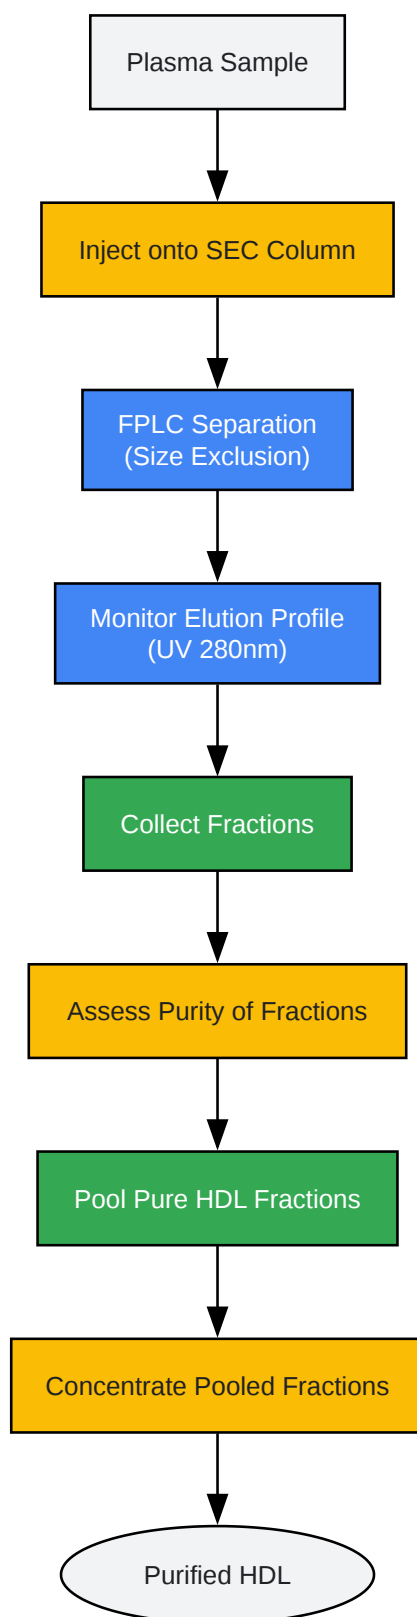 Plasma Sample
Inject onto SEC Column
FPLC Separation
(Size Exclusion)
Monitor Elution Profile
(UV 280nm)
Collect Fractions
Assess Purity of Fractions
Pool Pure HDL Fractions
Concentrate Pooled Fractions
Purified HDL